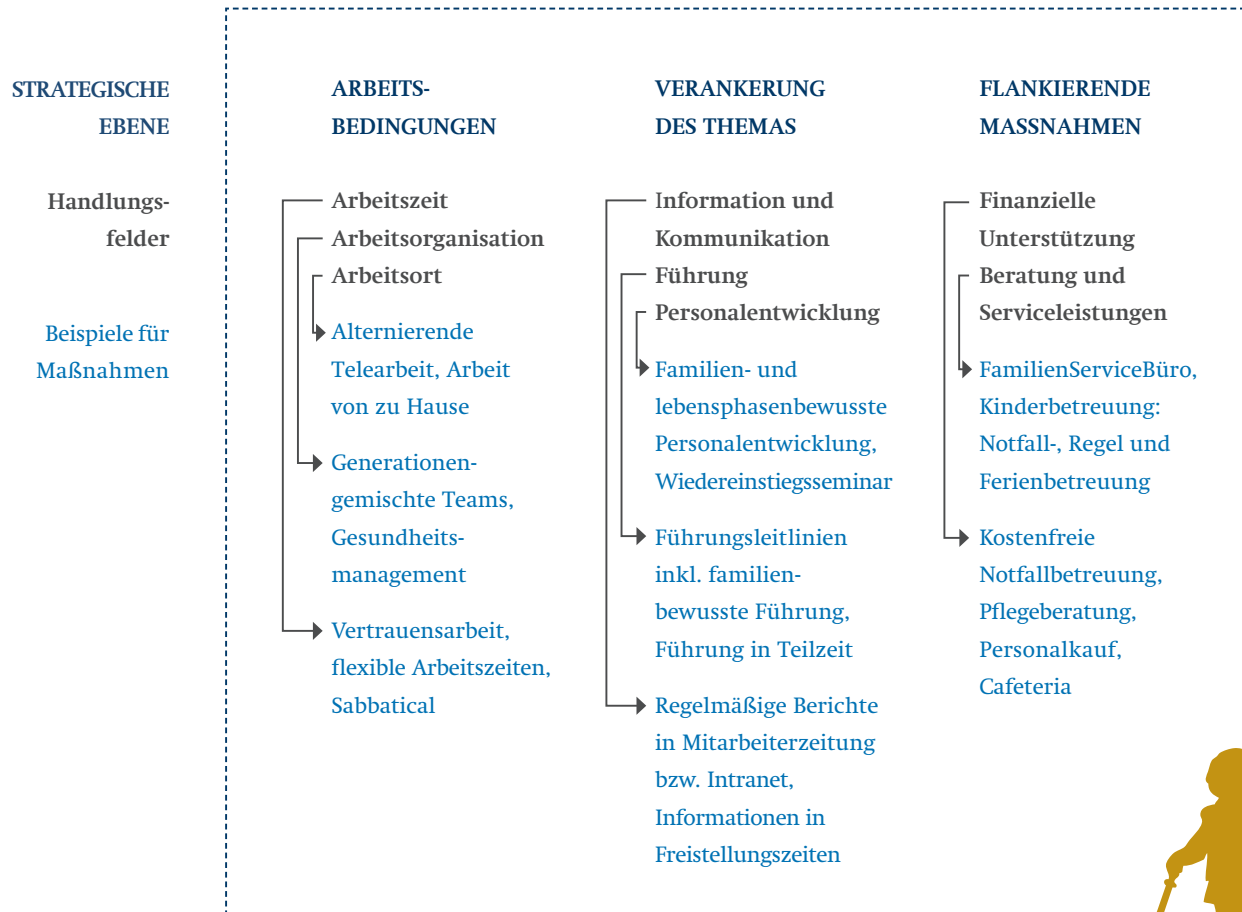 STRATEGISCHE
EBENE
Handlungs-
felder
Beispiele für
Maßnahmen
ARBEITS-
BEDINGUNGEN
Arbeitszeit
Arbeitsorganisation
Arbeitsort
Alternierende
Telearbeit, Arbeit
von zu Hause
Generationen-
gemischte Teams,
Gesundheits-
management
Vertrauensarbeit,
flexible Arbeitszeiten,
Sabbatical
VERANKERUNG
DES THEMAS
Information und
Kommunikation
Führung
Personalentwicklung
Familien- und
lebensphasenbewusste
Personalentwicklung,
Wiedereinstiegsseminar
Führungsleitlinien
inkl. familien-
bewusste Führung,
Führung in Teilzeit
Regelmäßige Berichte
in Mitarbeiterzeitung
bzw. Intranet,
Informationen in
Freistellungszeiten
FLANKIERENDE
MASSNAHMEN
Finanzielle
Unterstützung
Beratung und
Serviceleistungen
FamilienServiceBüro,
Kinderbetreuung:
Notfall-, Regel und
Ferienbetreuung
Kostenfreie
Notfallbetreuung,
Pflegeberatung,
Personalkauf,
Cafeteria